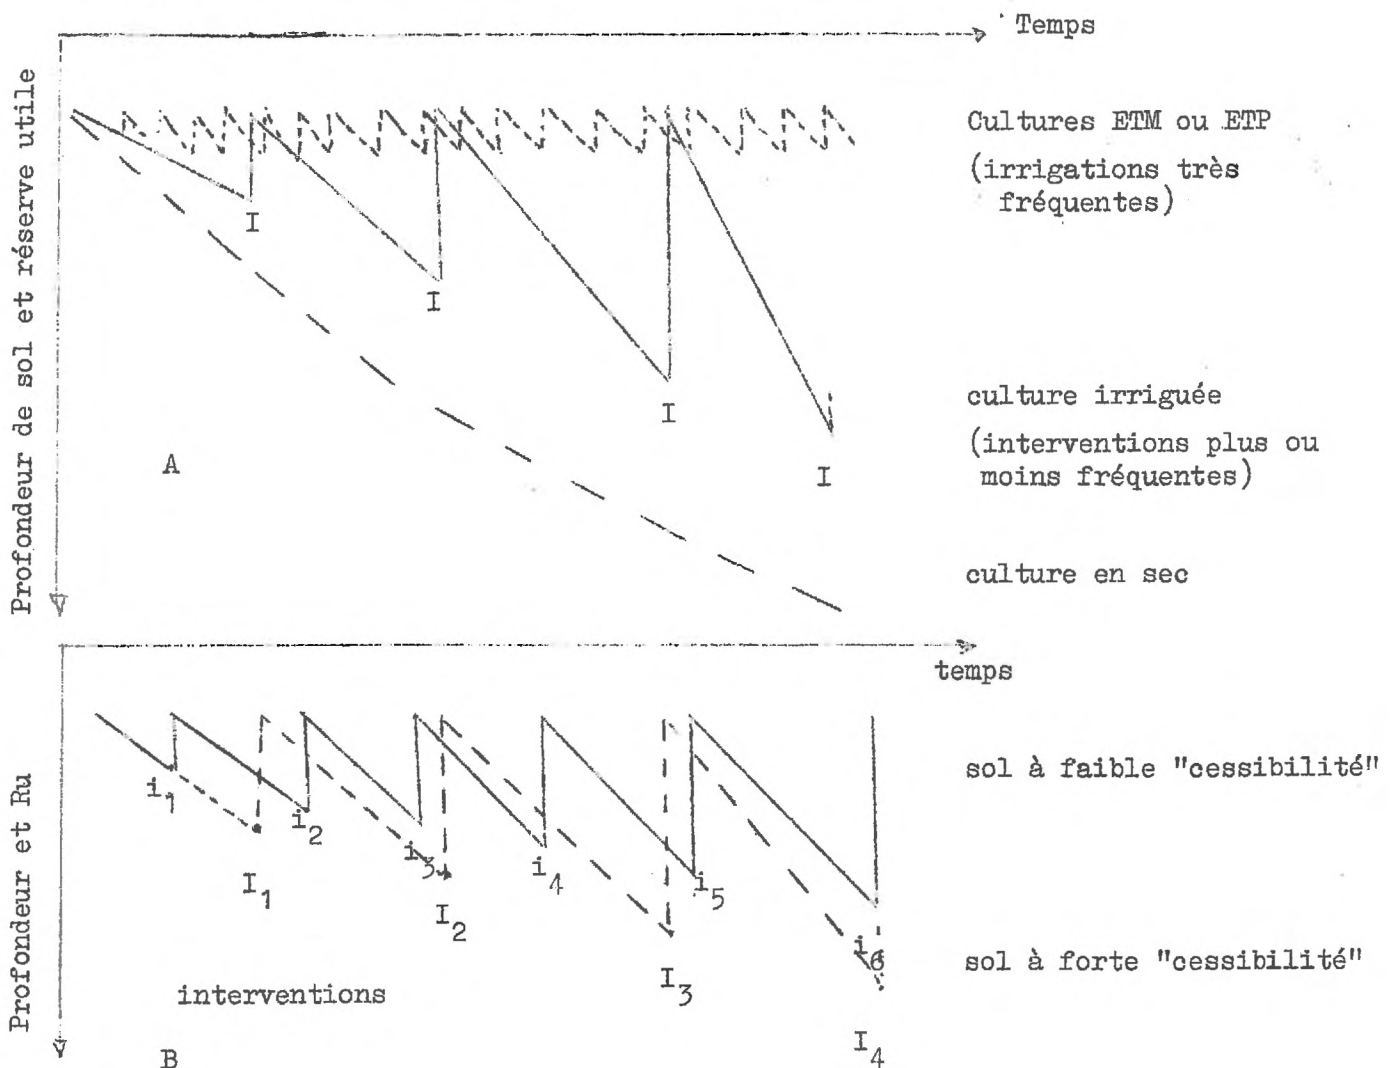 Temps
Profondeur de sol et réserve utile
Cultures ETM ou ETP
(irrigations très
fréquentes)
I
I
I
I
culture irriguée
(interventions plus ou
moins fréquentes)
A
culture en sec
temps
Profondeur et Ru
sol à faible "cessibilité"
i1
i2
i3
i4
i5
i6
I1
I2
I3
I4
sol à forte "cessibilité"
interventions
B